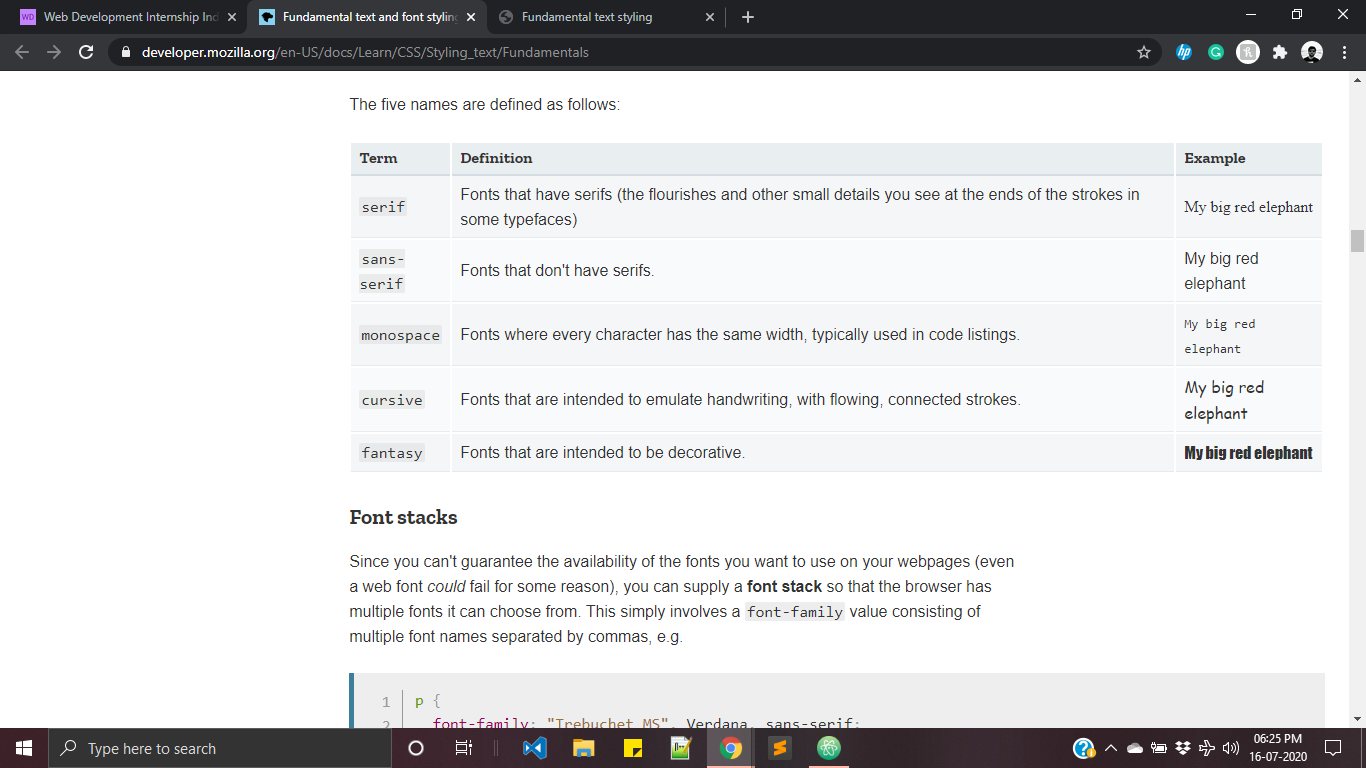 Web Development Internship Ind
Fundamental text and font styling
Fundamental text styling
developer.mozilla.org/en-US/docs/Learn/CSS/Styling_text/Fundamentals
The five names are defined as follows:
Term Definition Example
serif
Fonts that have serifs (the flourishes and other small details you see at the ends of the strokes in
some typefaces)
My big red elephant
sans-
serif
Fonts that don't have serifs.
My big red
elephant
monospace
Fonts where every character has the same width, typically used in code listings.
My big red
elephant
cursive
Fonts that are intended to emulate handwriting, with flowing, connected strokes.
My big red
elephant
fantasy
Fonts that are intended to be decorative.
My big red elephant
Font stacks
Since you can't guarantee the availability of the fonts you want to use on your webpages (even
a web font could fail for some reason), you can supply a font stack so that the browser has
multiple fonts it can choose from. This simply involves a font-family value consisting of
multiple font names separated by commas, e.g.
1 p {
2 font-family: "Trebuchet MS", Verdana, sans-serif;
Type here to search
06:25 PM
16-07-2020